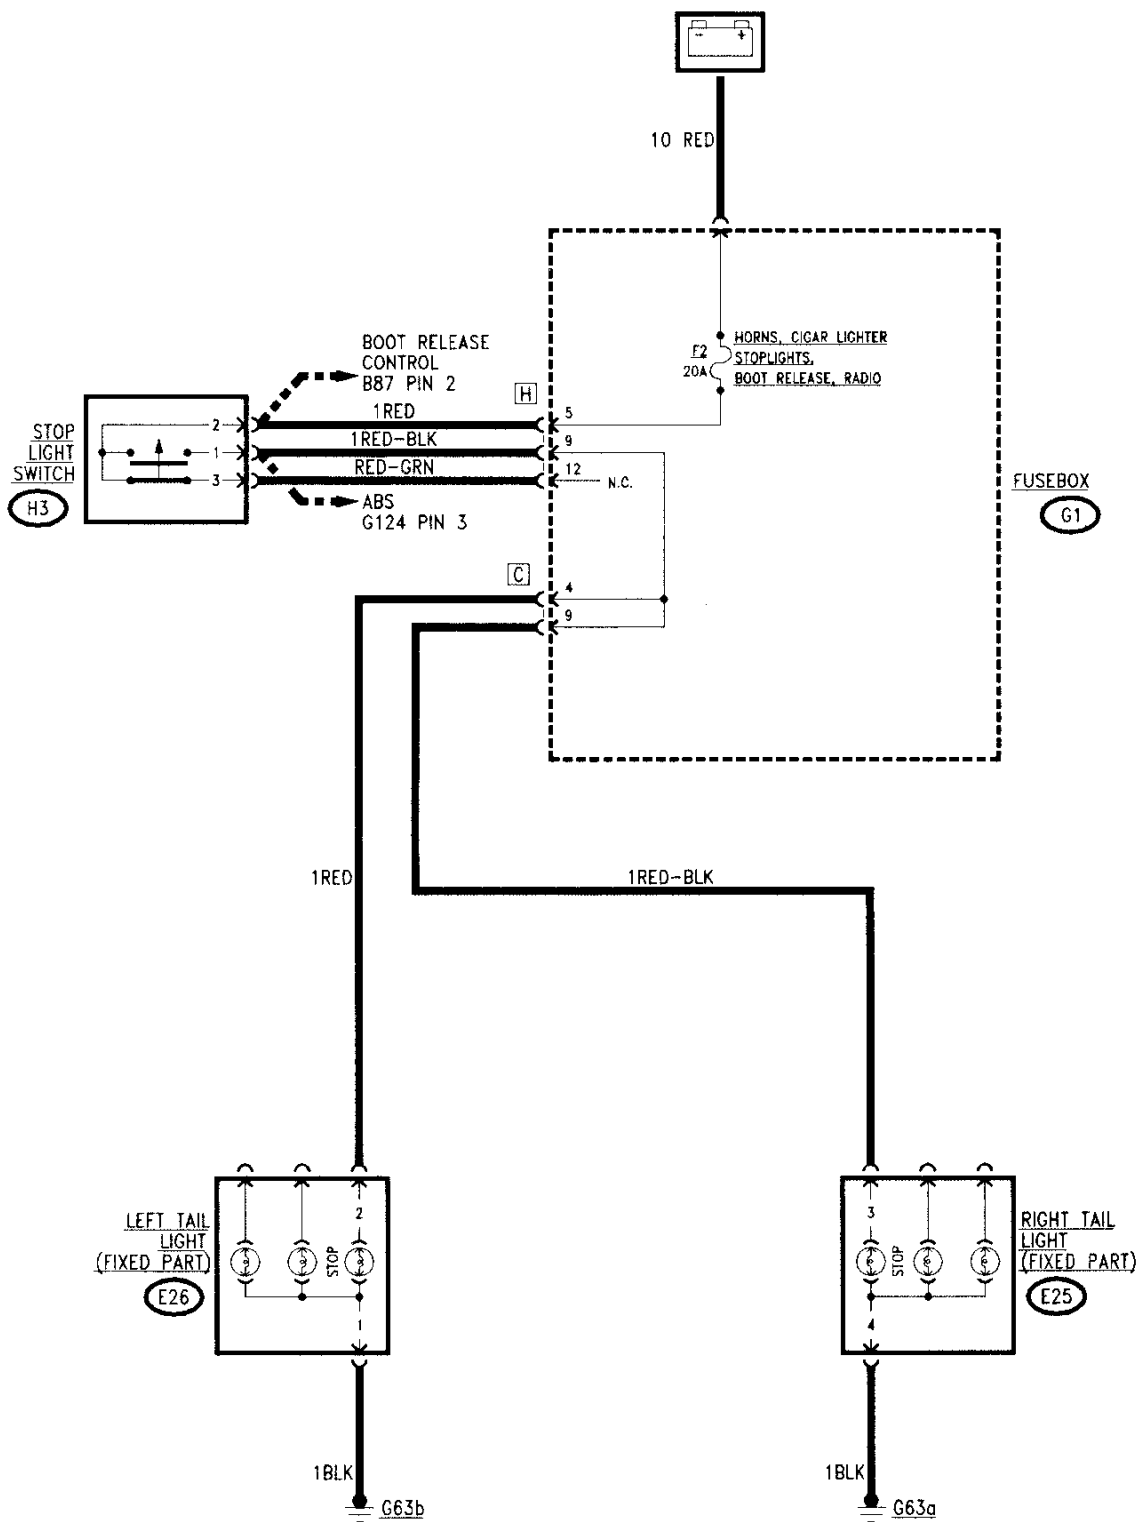 - +
10 RED
HORNS, CIGAR LIGHTER
F2
STOPLIGHTS,
20A
BOOT RELEASE, RADIO
BOOT RELEASE
CONTROL
B87 PIN 2
H
1RED
5
STOP
LIGHT
SWITCH
H3
2
1
3
1RED-BLK
9
RED-GRN
12
N.C.
ABS
G124 PIN 3
FUSEBOX
G1
C
4
9
1RED
1RED-BLK
LEFT TAIL
LIGHT
(FIXED PART)
E26
2
STOP
1
3
STOP
4
RIGHT TAIL
LIGHT
(FIXED PART)
E25
1BLK
G63b
1BLK
G63a